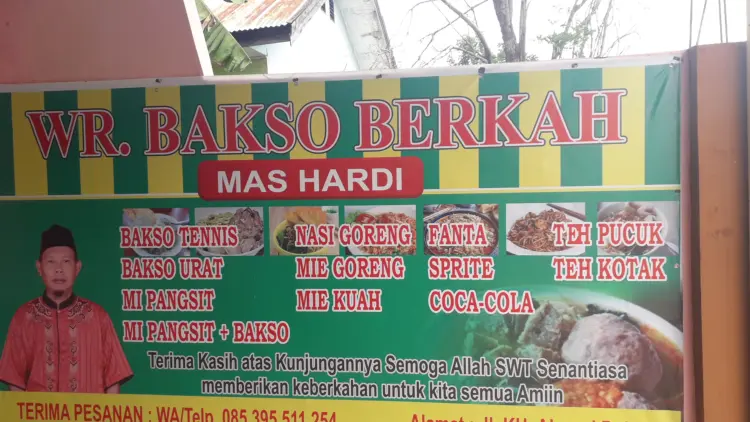 WR. BAKSO BERKAH
MAS HARDI
BAKSO TENNIS
BAKSO URAT
MI PANGSIT
MI PANGSIT + BAKSO
NASI GORENG
MIE GORENG
MIE KUAH
FANTA
SPRITE
COCA-COLA
TEH PUCUK
TEH KOTAK
Terima Kasih atas Kunjungannya Semoga Allah SWT Senantiasa
memberikan keberkahan untuk kita semua Amiin
TERIMA PESANAN : WA/Telp. 085 395 511 254
Alamat :